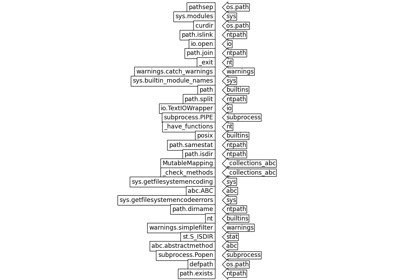 pathsep os.path
sys.modules sys
curdir os.path
path.islink ntpath
io.open io
path.join ntpath
_exit nt
warnings.catch_warnings warnings
sys.builtin_module_names sys
path builtins
path.split ntpath
io.TextIOWrapper io
subprocess.PIPE subprocess
_have_functions nt
posix builtins
path.samestat ntpath
path.isdir ntpath
MutableMapping _collections_abc
_check_methods _collections_abc
sys.getfilesystemencoding sys
abc.ABC abc
sys.getfilesystemencodeerrors sys
path.dirname ntpath
nt builtins
warnings.simplefilter warnings
st.S_ISDIR stat
abc.abstractmethod abc
subprocess.Popen subprocess
defpath os.path
path.exists ntpath